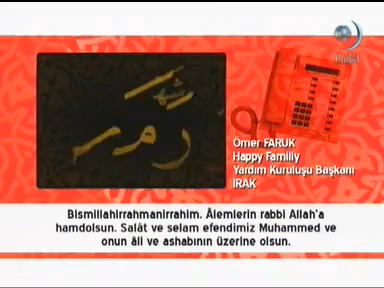 Ömer FARUK
Happy Familiy
Yardım Kuruluşu Başkanı
IRAK
Bismillahirrahmanirrahim. Âlemlerin rabbi Allah'a
hamdolsun. Salât ve selam efendimiz Muhammed ve
onun âli ve ashabının üzerine olsun.